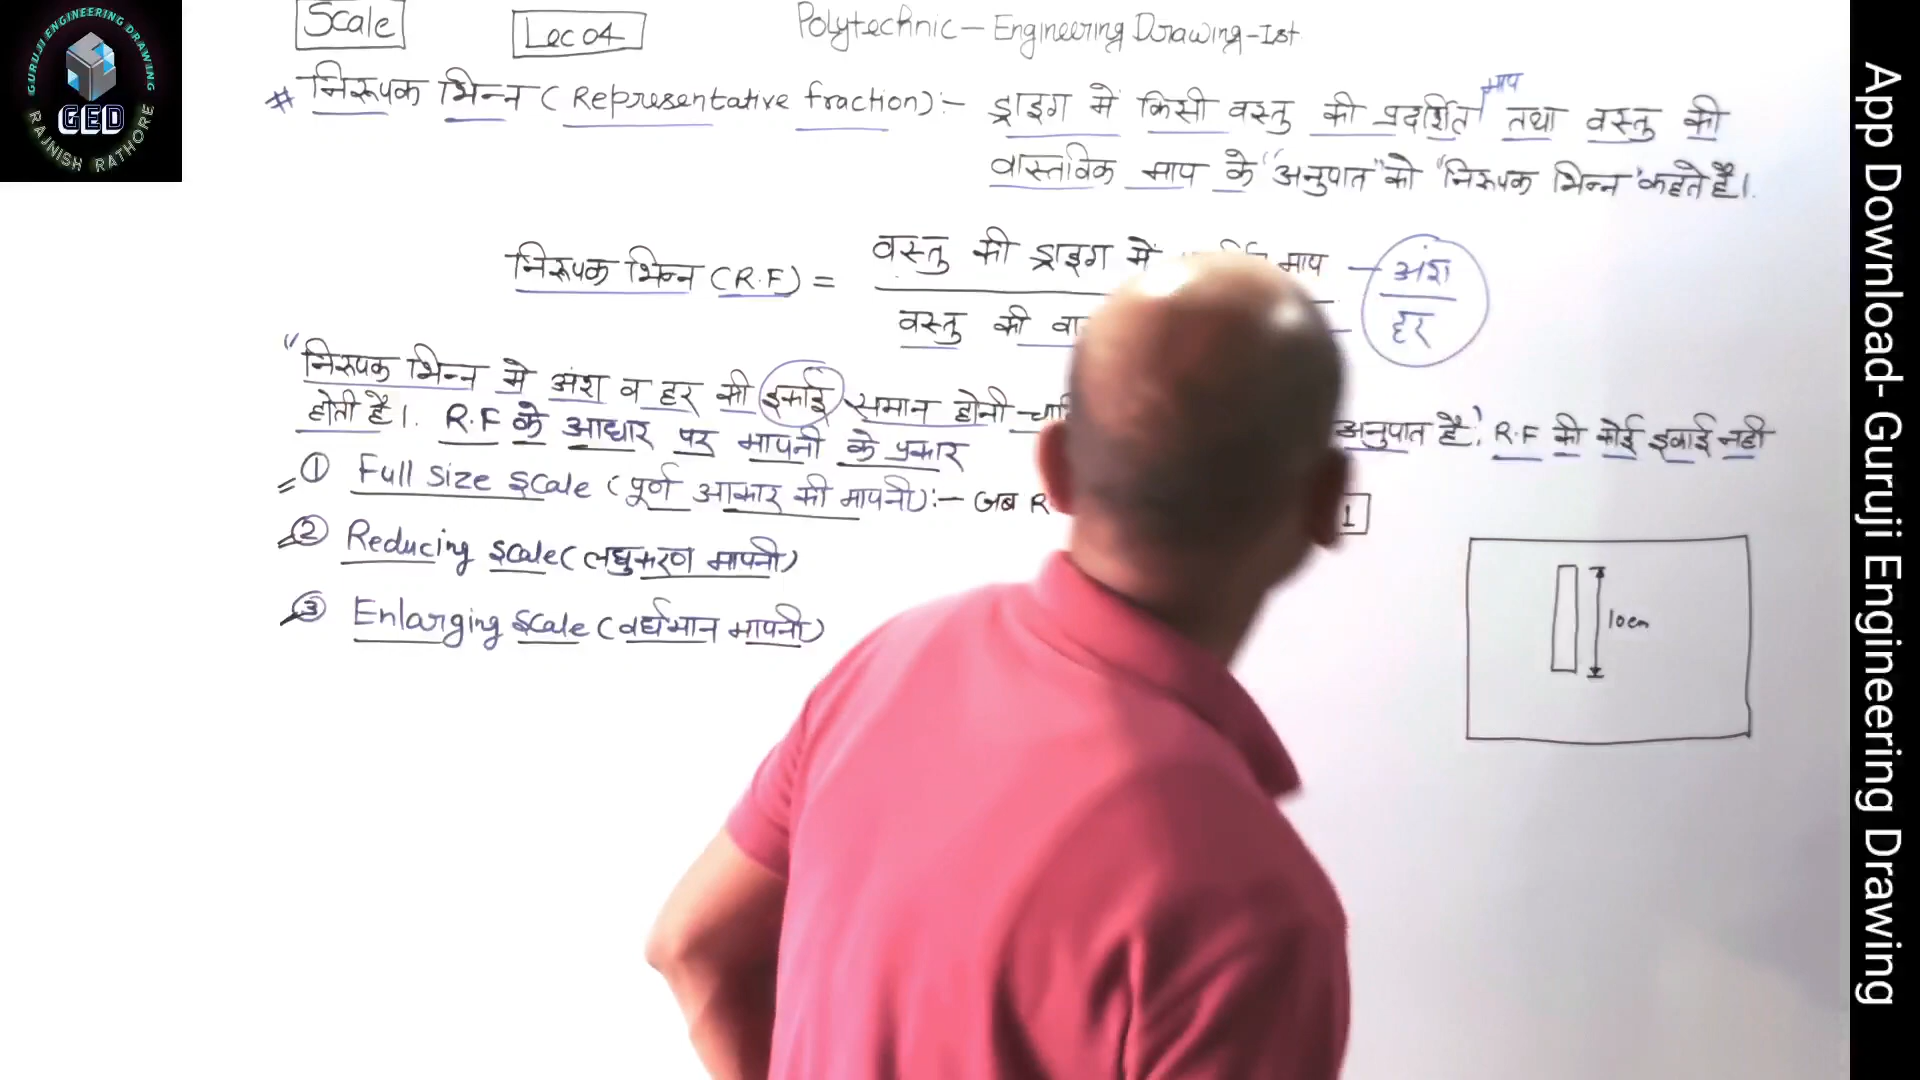 GURUJI ENGINEERING DRAWING
GED
RAJNISH RATHORE
Scale
Lec 04
Polytechnic - Engineering Drawing-Ist
# निरूपक भिन्न ( Representative fraction):- ड्राइग में किसी वस्तु की प्रदर्शित माप तथा वस्तु की
वास्तविक माप के "अनुपात" को "निरूपक भिन्न" कहते है।
निरूपक भिन्न (R.F) =
वस्तु की ड्राइग में माप - अंश
वस्तु की - हर
"निरूपक भिन्न मे अंश व हर की इकाई समान होनी अनुपात है, R.F की कोई इकाई नही
होती है। R.F के आधार पर मापनी के प्रकार
① Full size scale (पूर्ण आकार की मापनी):- जब R 1
② Reducing scale (लघुकरण मापनी)
③ Enlarging scale (वर्धमान मापनी)
10cm
App Download- Guruji Engineering Drawing